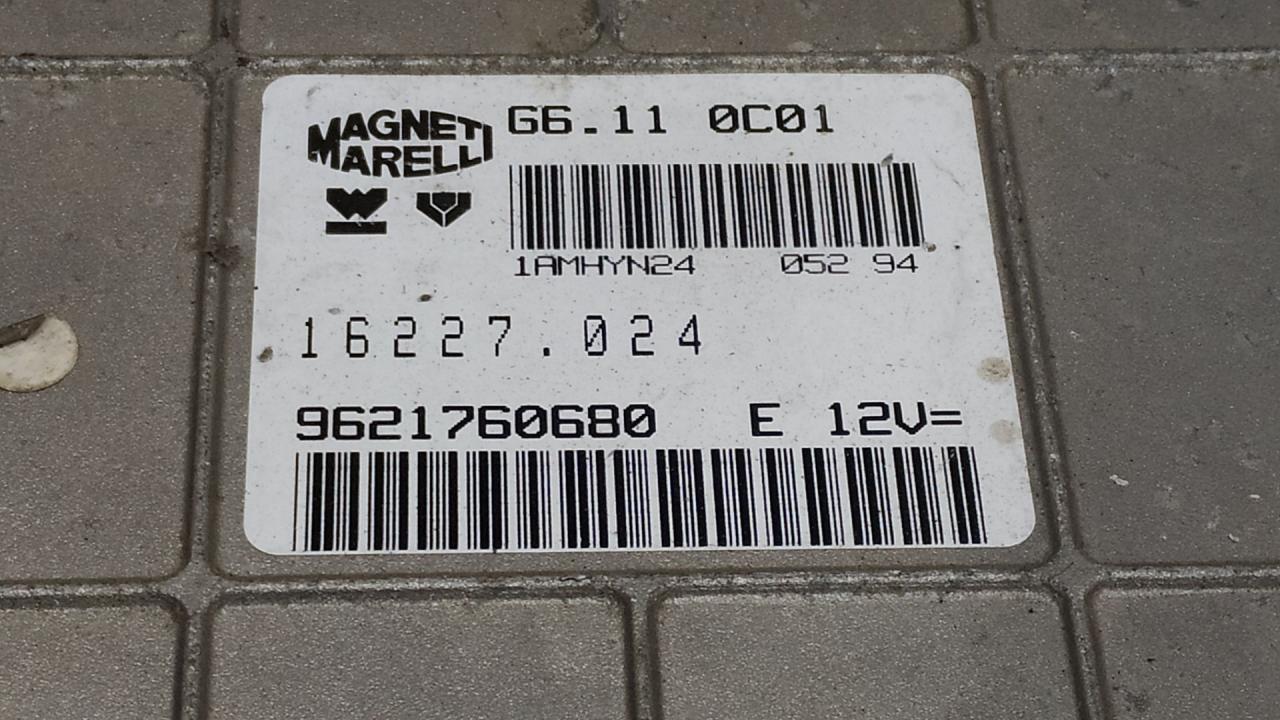 MAGNETI
MARELLI
G6.11 0C01
1AMHYN24 052 94
16227.024
9621760680 E 12V=